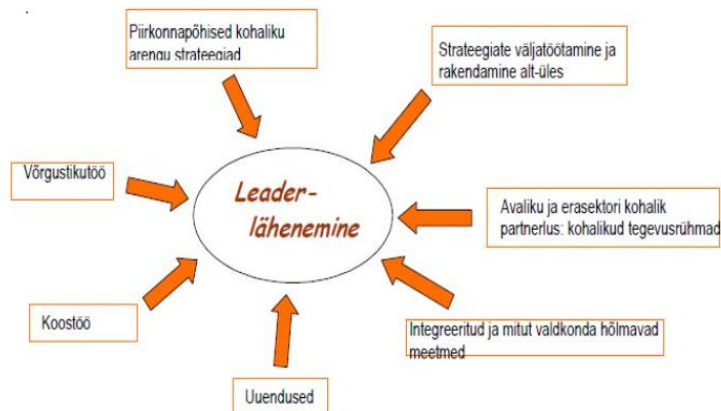 Piirkonnapõhised kohaliku
arengu strateegiad
Strateegiate väljatöötamine ja
rakendamine alt-üles
Võrgustikutöö
Leader-
lähenemine
Avaliku ja erasektori kohalik
partnerlus: kohalikud tegevusrühmad
Koostöö
Integreeritud ja mitut valdkonda hõlmavad
meetmed
Uuendused